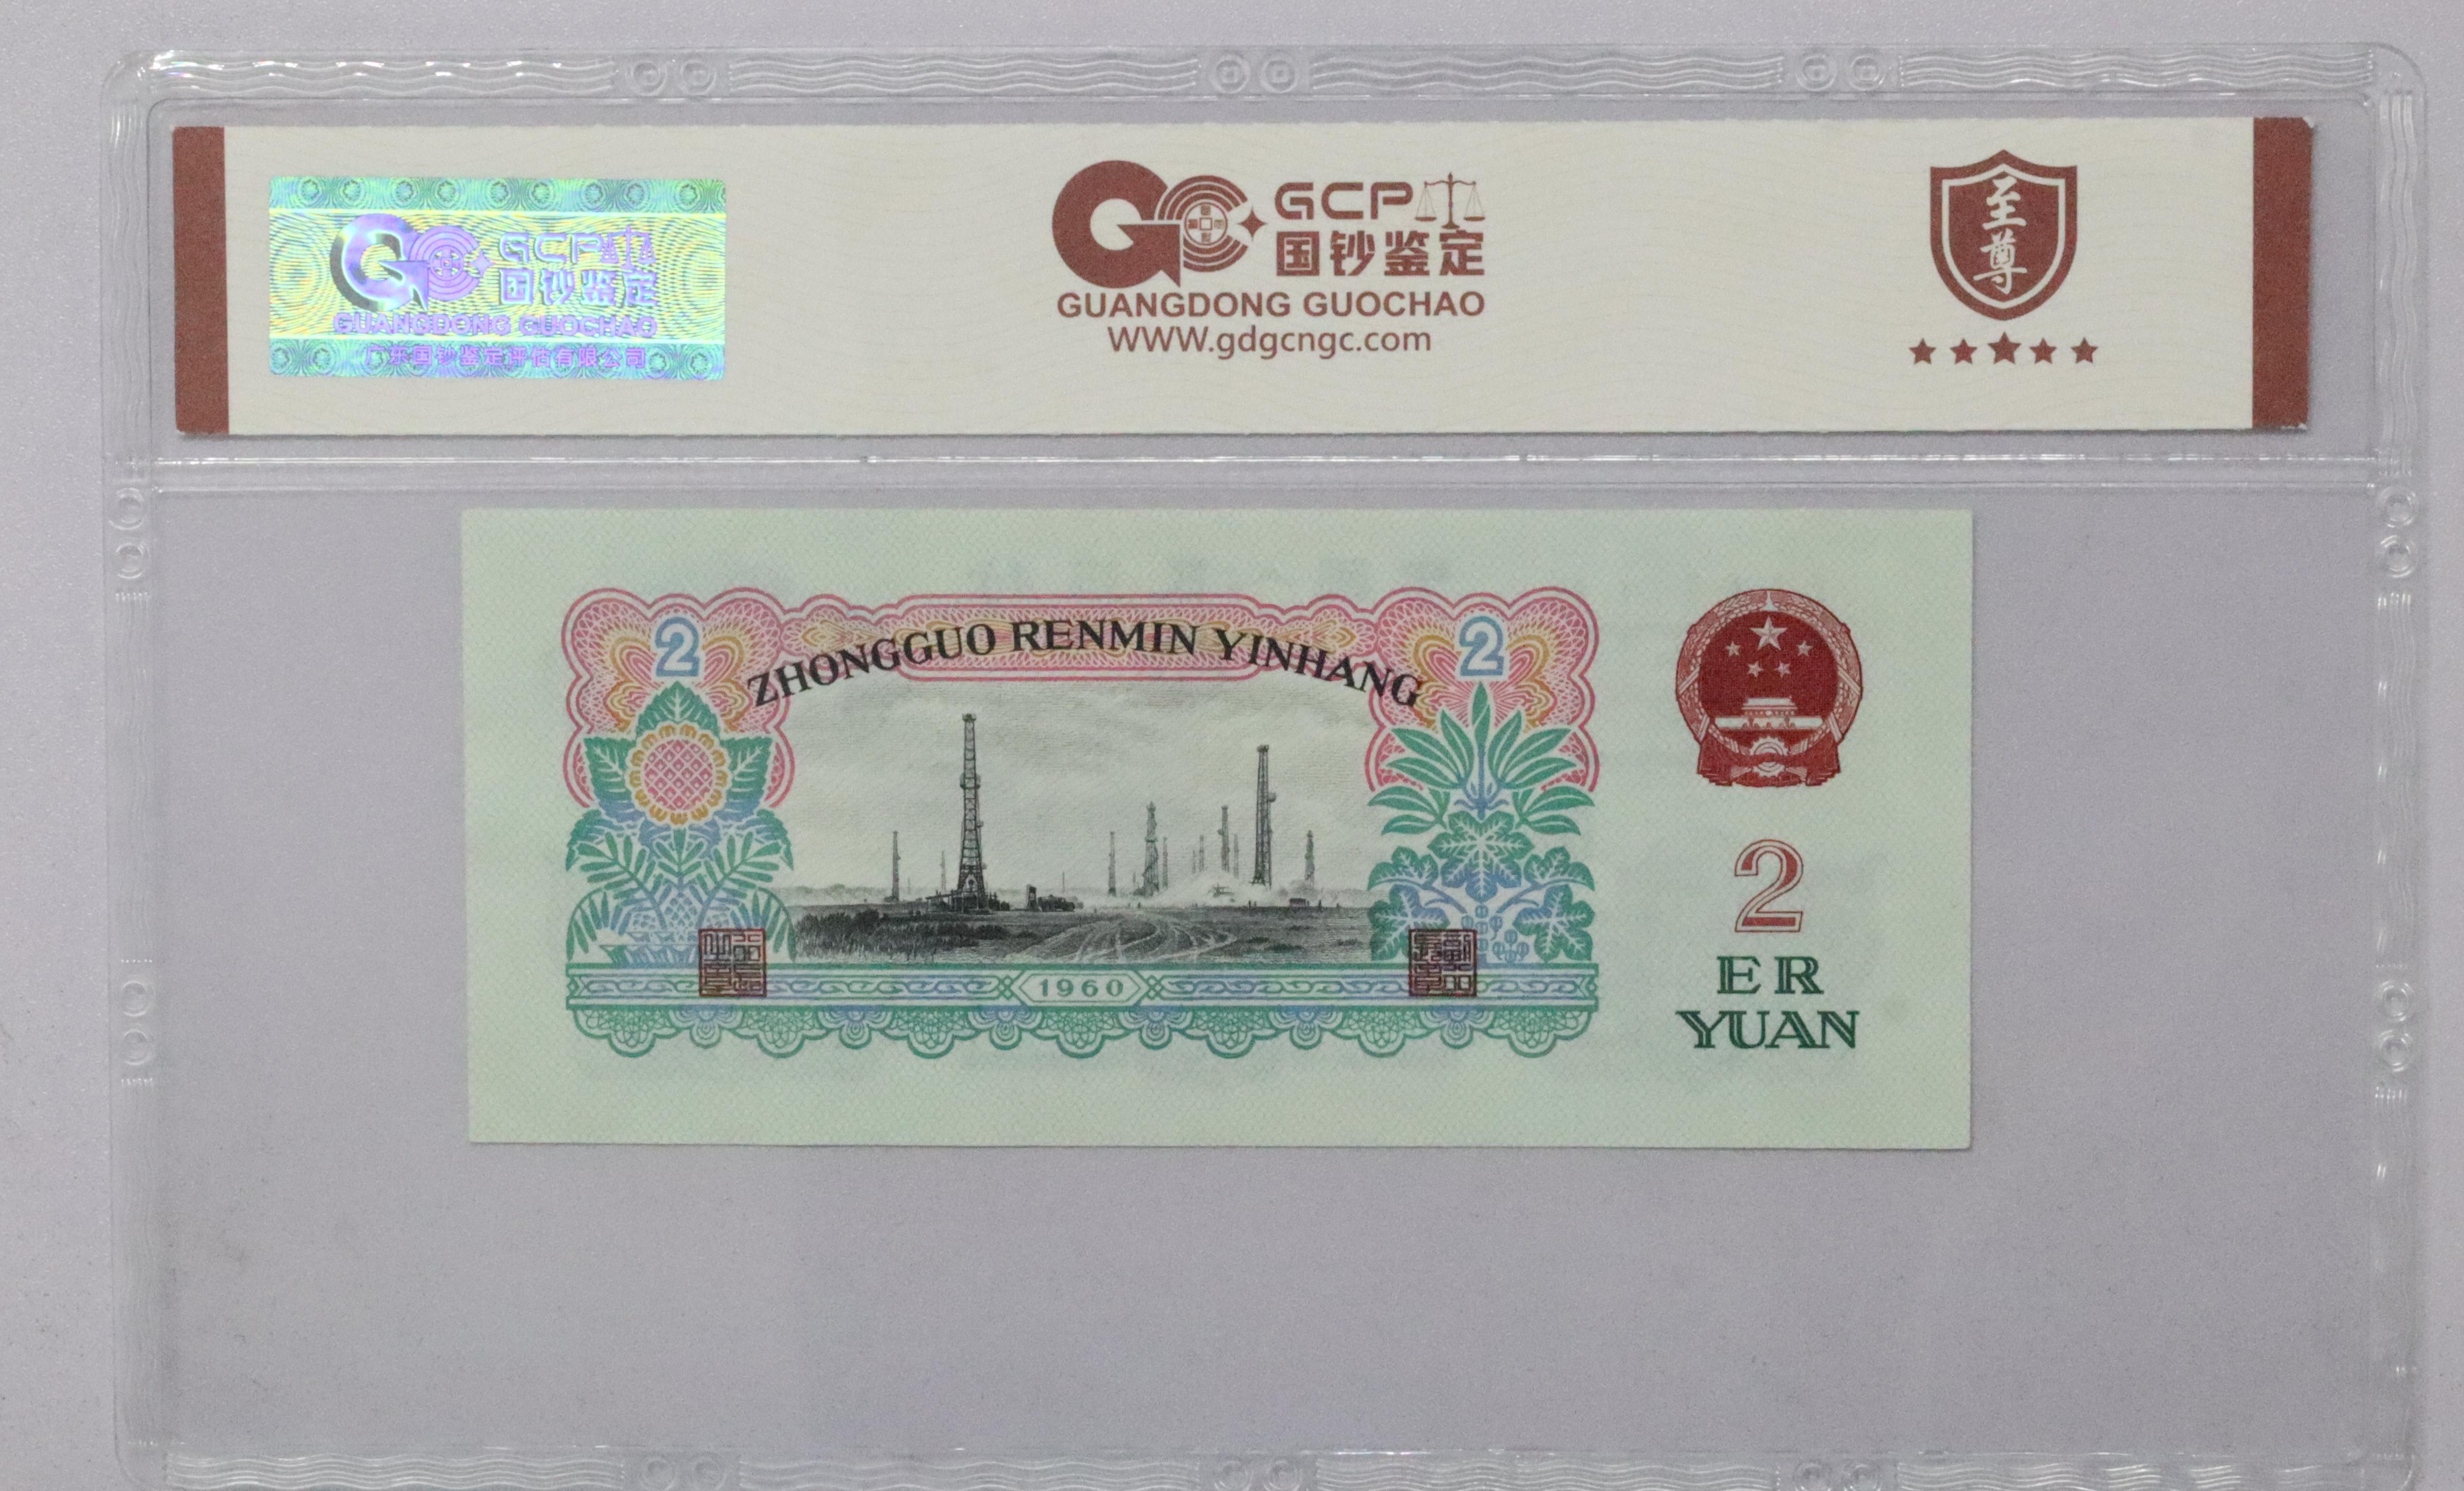 GCP
国钞鉴定
GUANGDONG GUOCHAO
广东国钞鉴定评估有限公司
GCP
国钞鉴定
GUANGDONG GUOCHAO
WWW.gdgcngc.com
至尊
2
ZHONGGUO RENMIN YINHANG
2
1960
2
ER
YUAN